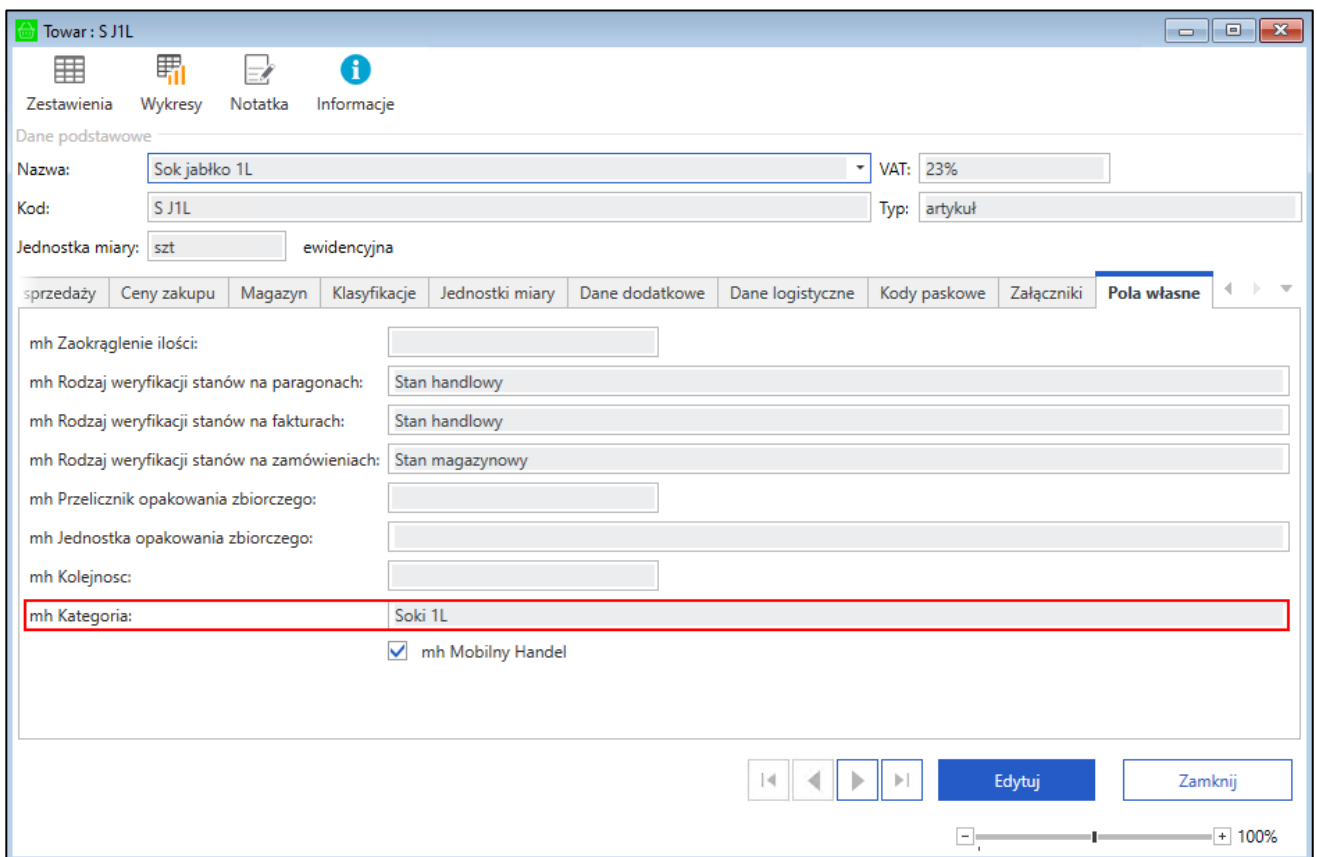 Towar : S J1L
Zestawienia Wykresy Notatka Informacje
Dane podstawowe
Nazwa: Sok jabłko 1L VAT: 23%
Kod: S J1L Typ: artykuł
Jednostka miary: szt ewidencyjna
sprzedaży Ceny zakupu Magazyn Klasyfikacje Jednostki miary Dane dodatkowe Dane logistyczne Kody paskowe Załączniki Pola własne
mh Zaokrąglenie ilości:
mh Rodzaj weryfikacji stanów na paragonach: Stan handlowy
mh Rodzaj weryfikacji stanów na fakturach: Stan handlowy
mh Rodzaj weryfikacji stanów na zamówieniach: Stan magazynowy
mh Przelicznik opakowania zbiorczego:
mh Jednostka opakowania zbiorczego:
mh Kolejnosc:
mh Kategoria: Soki 1L
mh Mobilny Handel
Edytuj Zamknij
100%